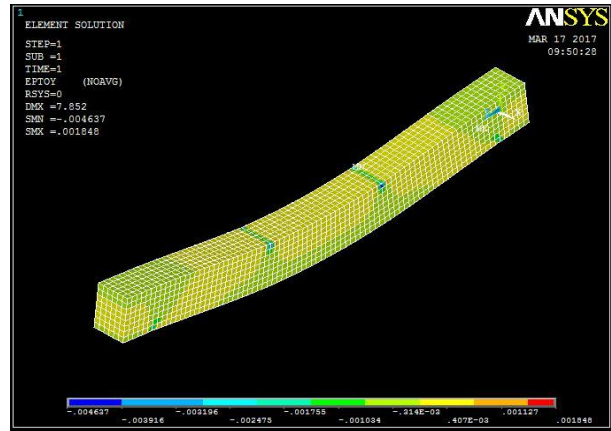 1
ELEMENT SOLUTION
STEP=1
SUB =1
TIME=1
EPTOY (NOAVG)
RSYS=0
DMX =7.852
SMN =-.004637
SMX =.001848
ANSYS
MAR 17 2017
09:50:28
MN
MX
-.004637
-.003916
-.003196
-.002475
-.001755
-.001034
-.314E-03
.407E-03
.001127
.001848